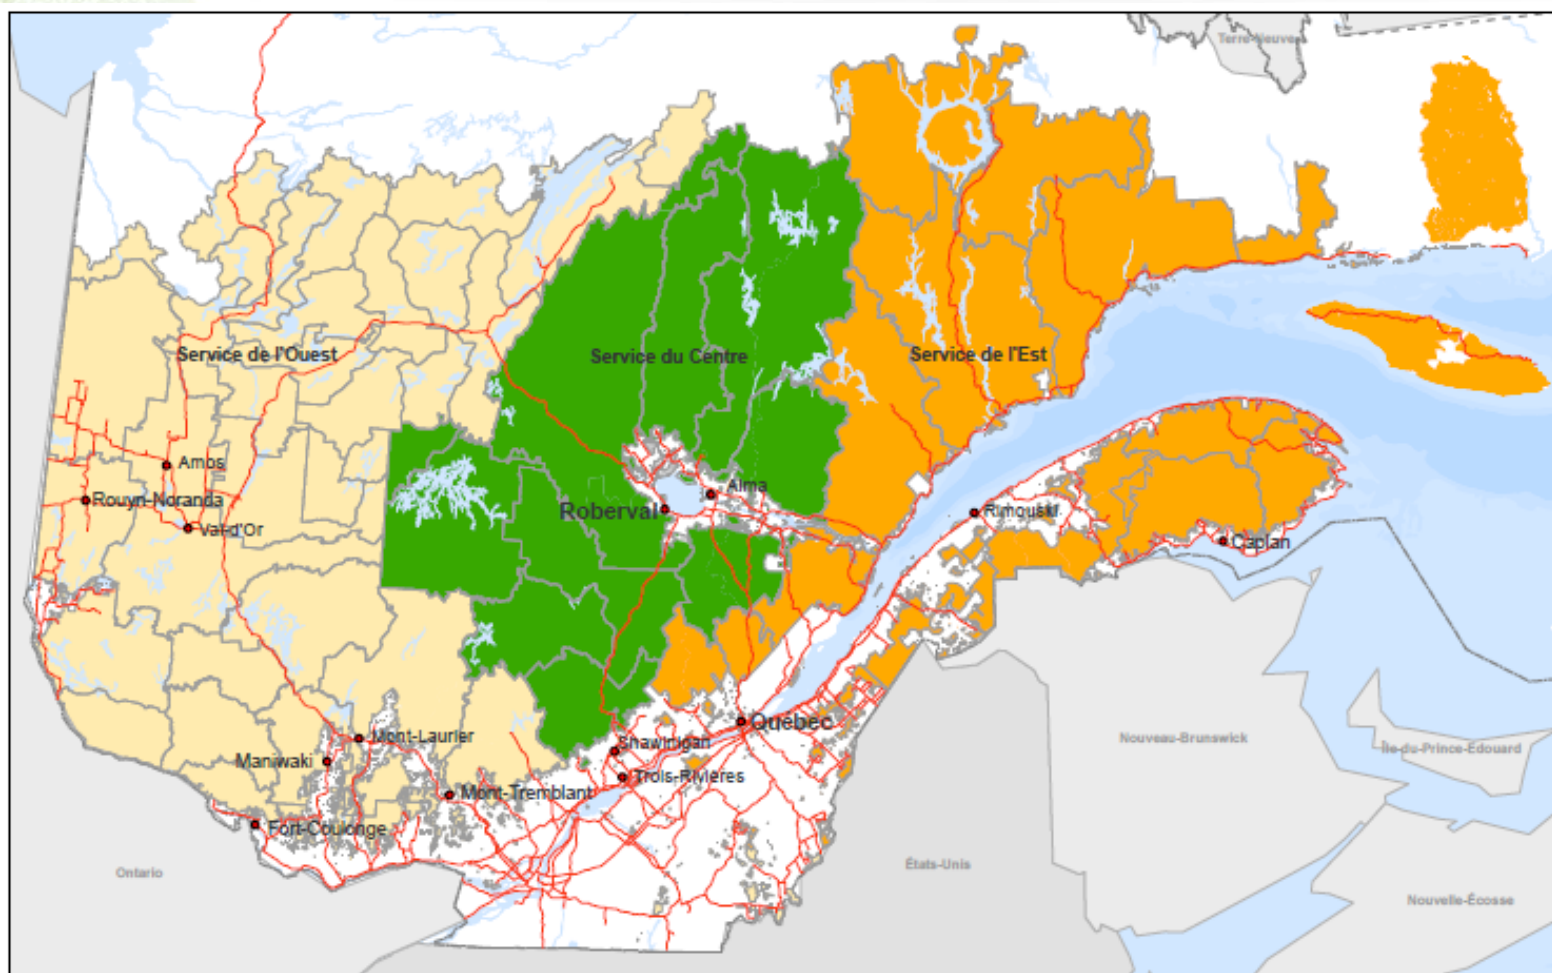 Terre-Neuve
Service de l'Ouest
Service du Centre
Service de l'Est
Amos
Rouyn-Noranda
Val-d'Or
Alma
Roberval
Rimouski
Caplan
Québec
Mont-Laurier
Maniwaki
Shawinigan
Trois-Rivières
Mont-Tremblant
Fort-Coulonge
Nouveau-Brunswick
Île-du-Prince-Édouard
Ontario
États-Unis
Nouvelle-Écosse